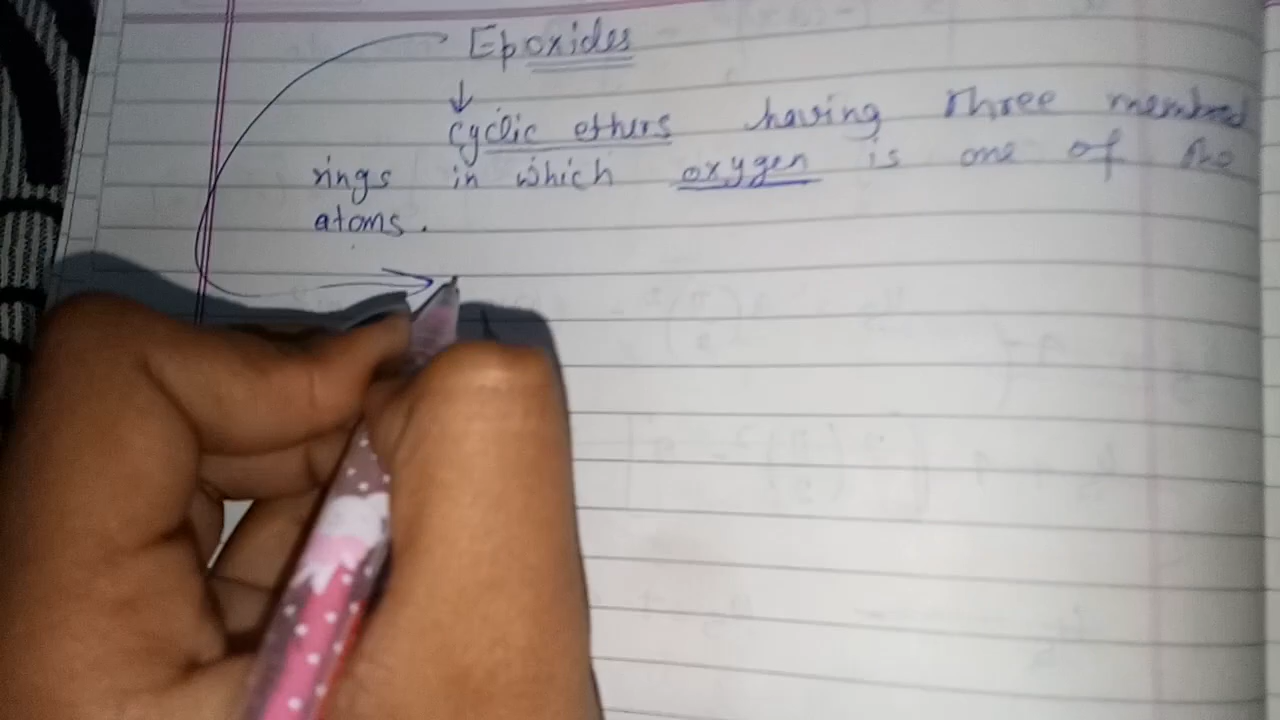 Epoxides
cyclic ethers having three membered
rings in which oxygen is one of the
atoms.